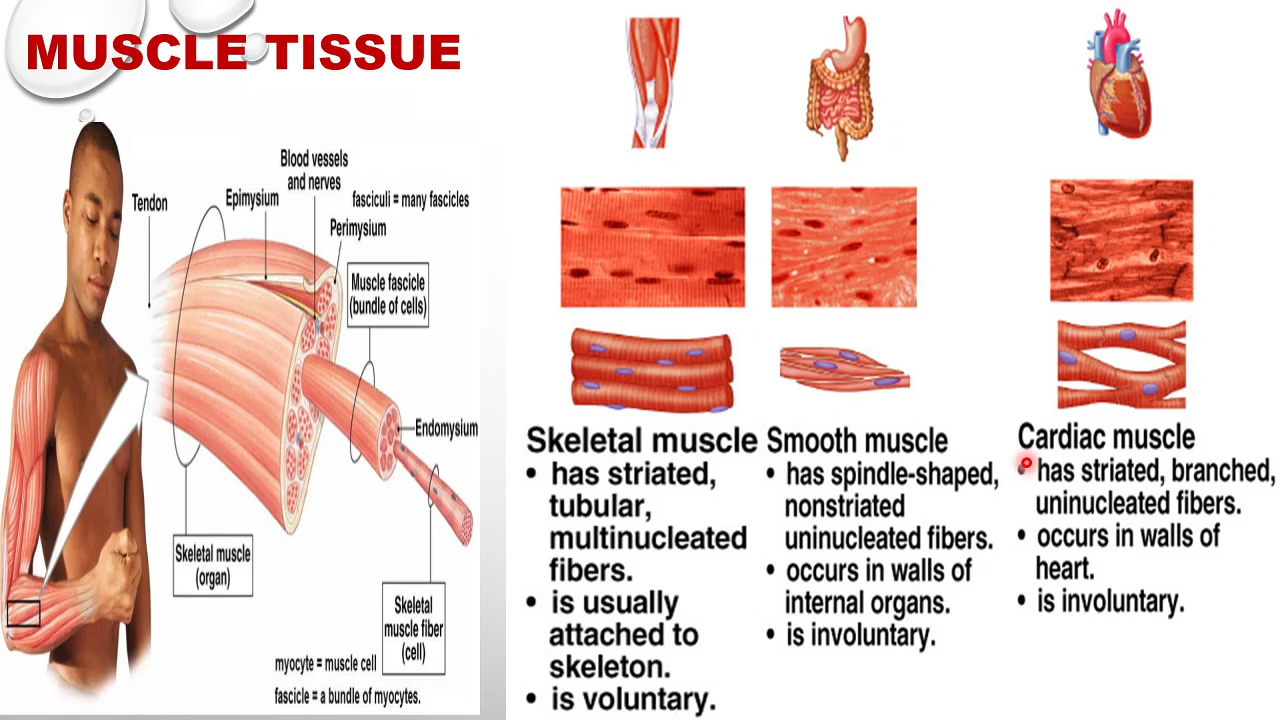 MUSCLE TISSUE
Blood vessels
and nerves
Tendon
Epimysium
fasciculi = many fascicles
Perimysium
Muscle fascicle
(bundle of cells)
Endomysium
Skeletal muscle
(organ)
Skeletal
muscle fiber
(cell)
myocyte = muscle cell
fascicle = a bundle of myocytes.
Skeletal muscle
• has striated,
tubular,
multinucleated
fibers.
• is usually
attached to
skeleton.
• is voluntary.
Smooth muscle
• has spindle-shaped,
nonstriated
uninucleated fibers.
• occurs in walls of
internal organs.
• is involuntary.
Cardiac muscle
• has striated, branched,
uninucleated fibers.
• occurs in walls of
heart.
• is involuntary.